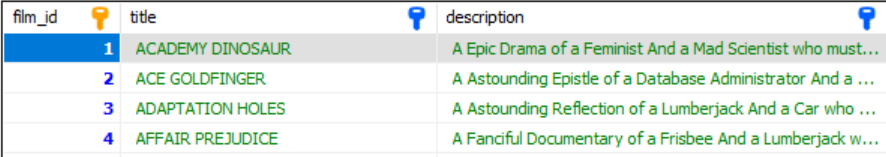 film_id title description
1 ACADEMY DINOSAUR A Epic Drama of a Feminist And a Mad Scientist who must...
2 ACE GOLDFINGER A Astounding Epistle of a Database Administrator And a ...
3 ADAPTATION HOLES A Astounding Reflection of a Lumberjack And a Car who ...
4 AFFAIR PREJUDICE A Fanciful Documentary of a Frisbee And a Lumberjack w...